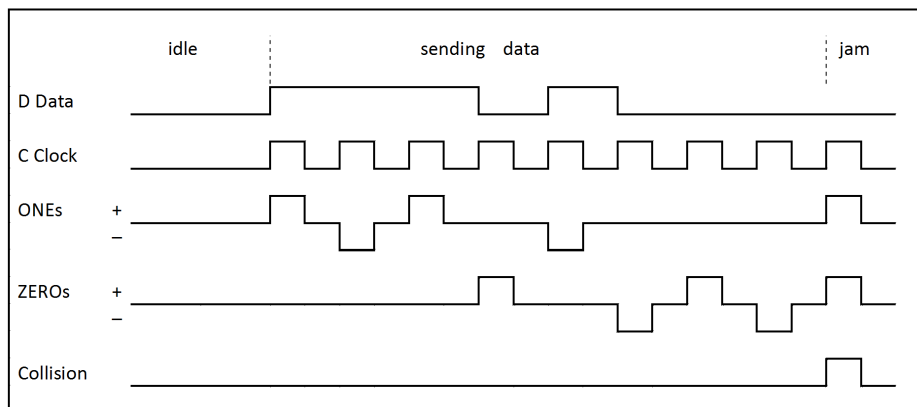 idle sending data jam
D Data
C Clock
ONEs +
–
ZEROs +
–
Collision